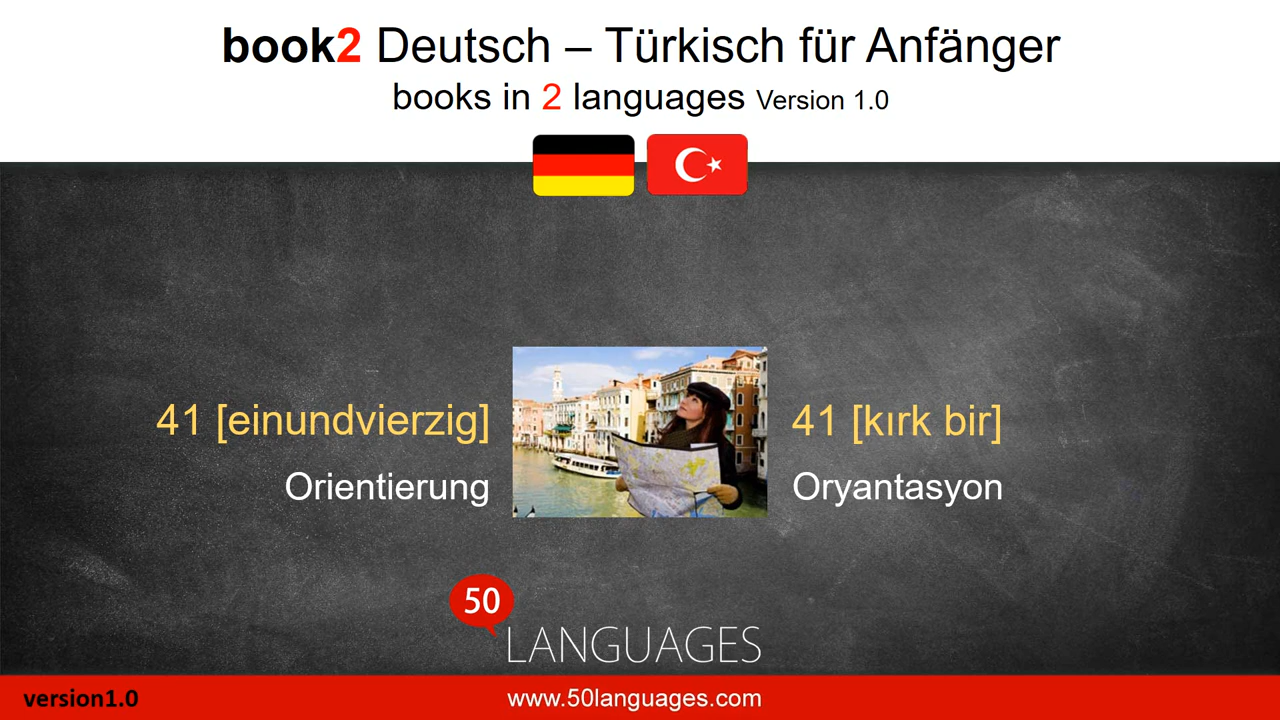 book2 Deutsch – Türkisch für Anfänger
books in 2 languages Version 1.0
41 [einundvierzig]
Orientierung
41 [kırk bir]
Oryantasyon
50
LANGUAGES
version1.0
www.50languages.com